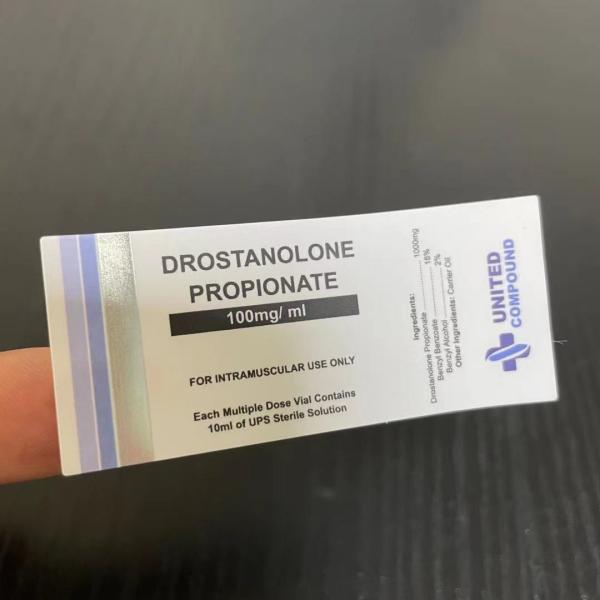 DROSTANOLONE
PROPIONATE
100mg/ ml
FOR INTRAMUSCULAR USE ONLY
Each Multiple Dose Vial Contains
10ml of UPS Sterile Solution
Ingredients:
Drostanolone Propionate ........... 1000mg
Benzyl Benzoate ........... 18%
Benzyl Alcohol ........... 2%
Other Ingredients: Carrier Oil
UNITED
COMPOUND